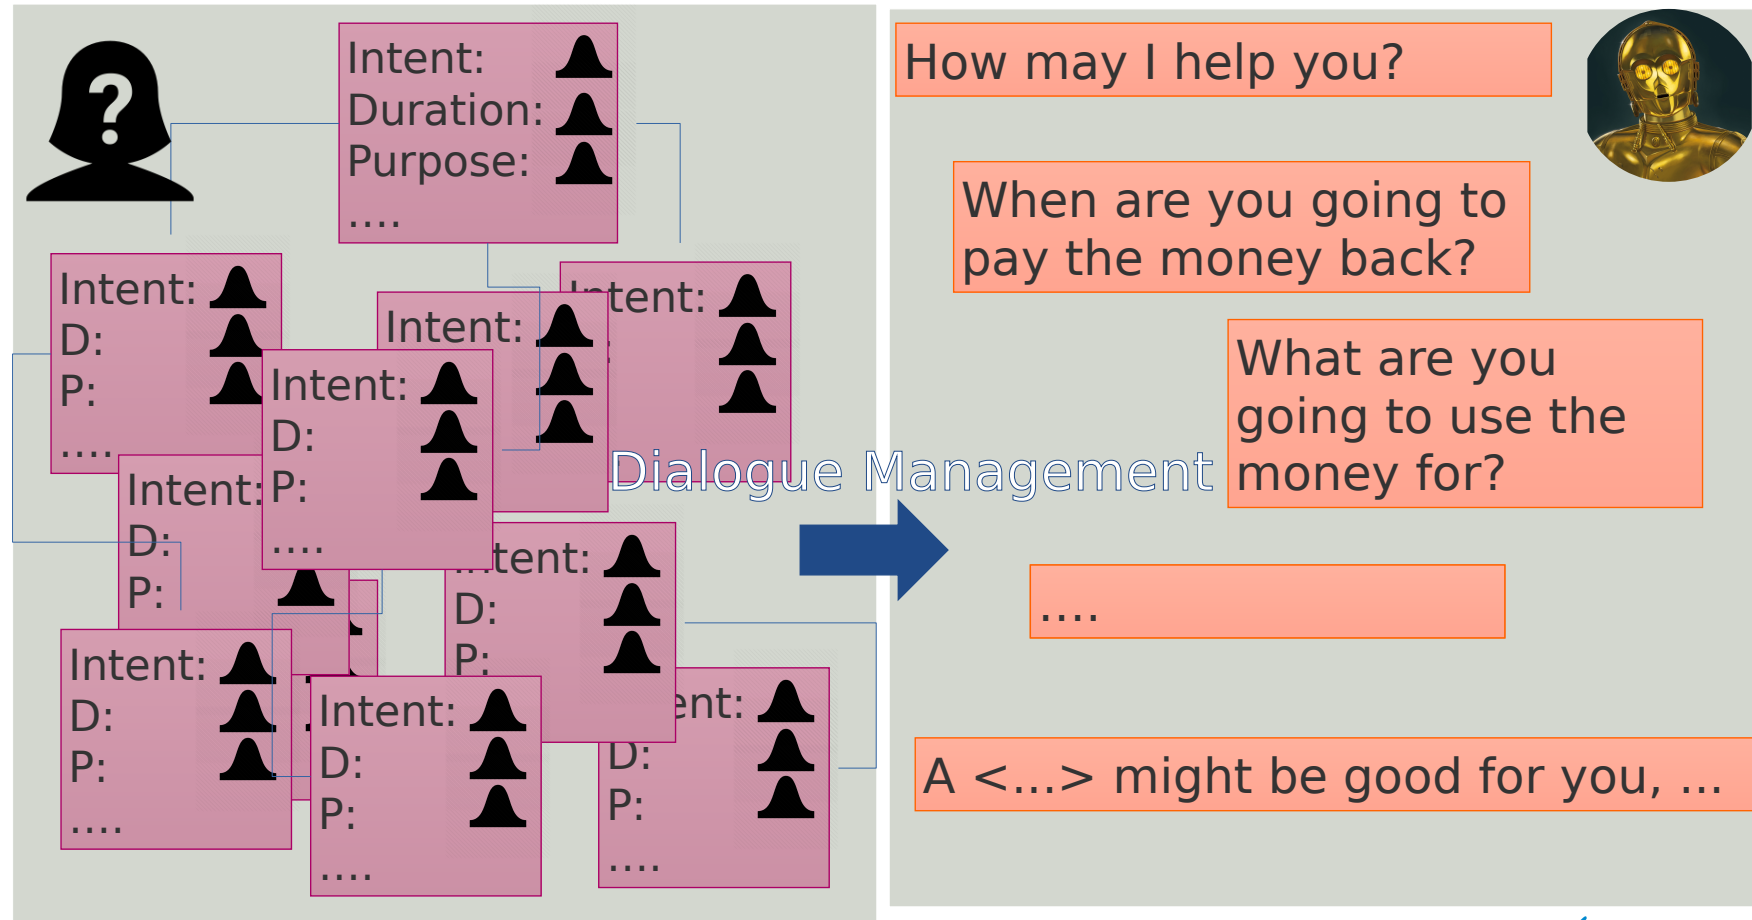 Intent:
Duration:
Purpose:
....
Intent:
D:
P:
....
Intent:
Intent:
D:
P:
....
Intent:
D:
P:
D:
P:
Intent:
D:
P:
....
Intent:
D:
P:
....
D:
P:
....
Dialogue Management
How may I help you?
When are you going to
pay the money back?
What are you
going to use the
money for?
....
A <...> might be good for you, ...
?